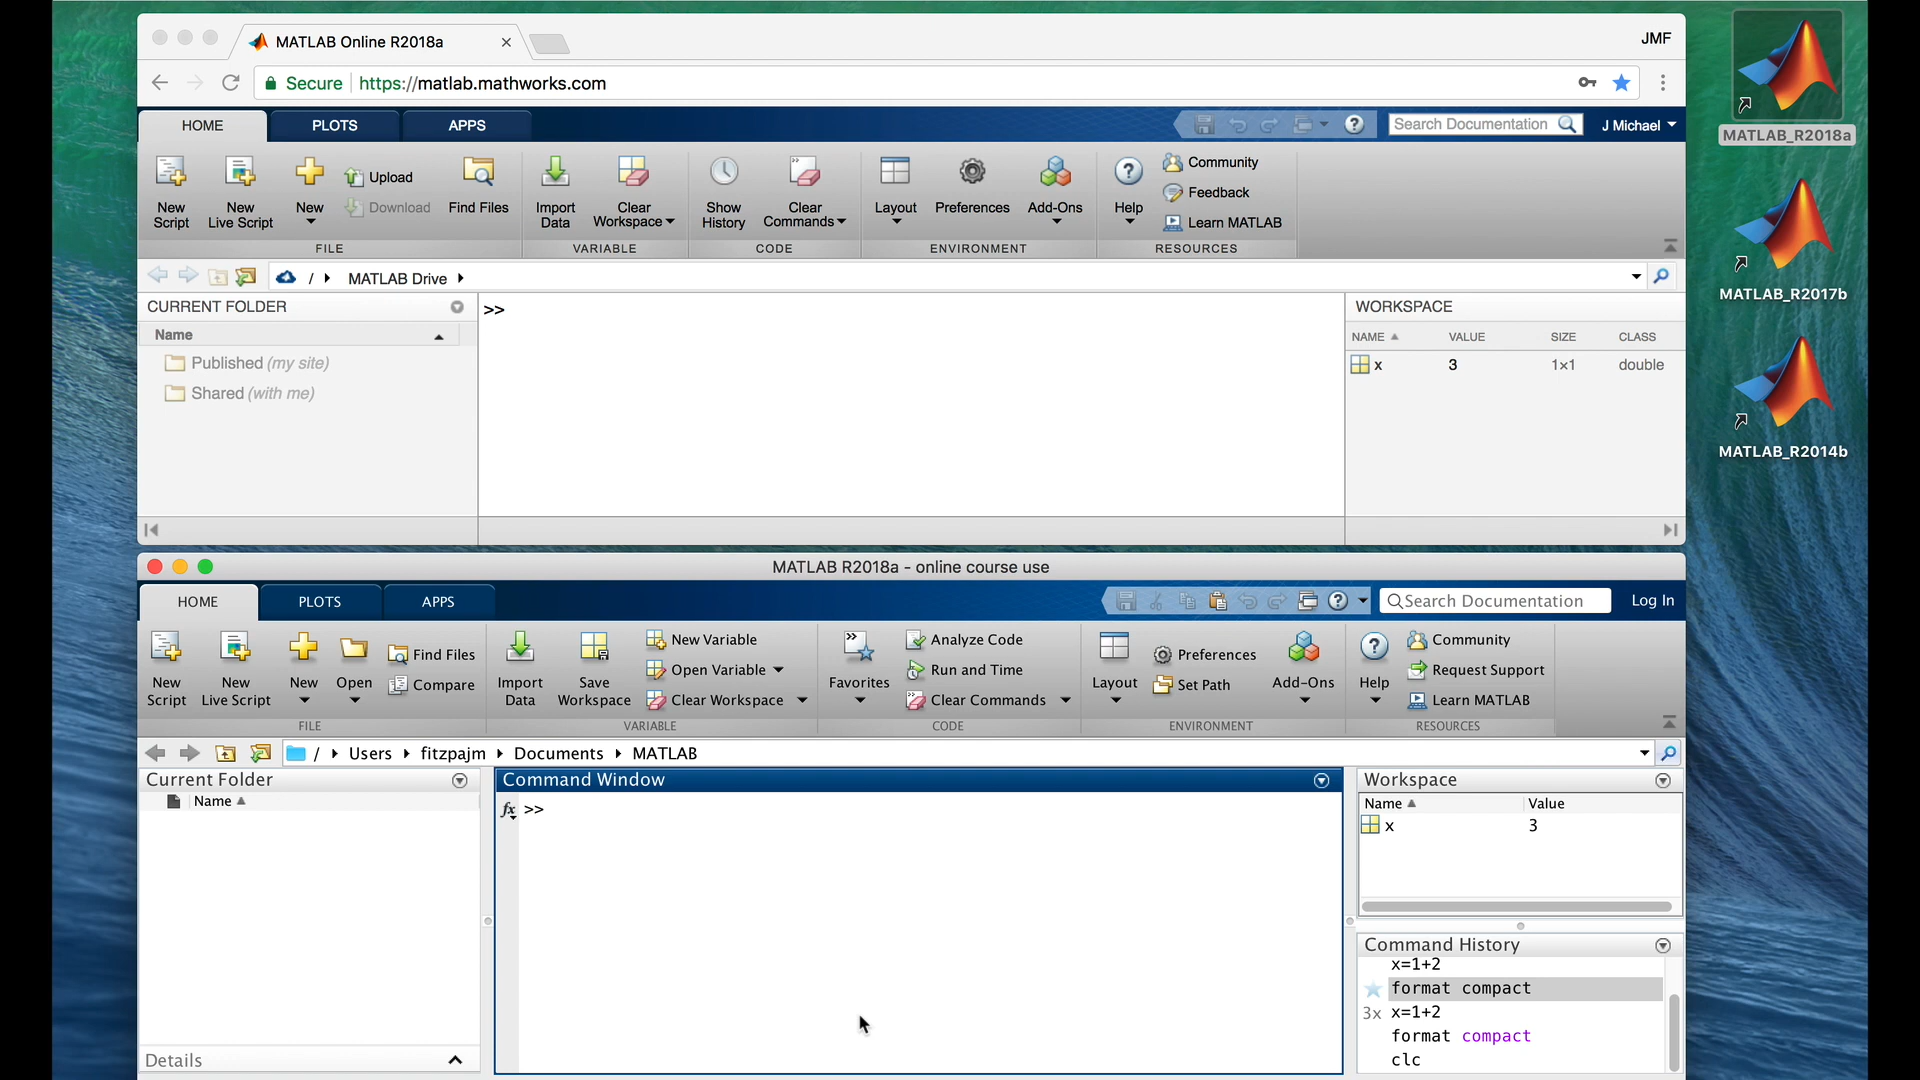 MATLAB Online R2018a
JMF
Secure https://matlab.mathworks.com
HOME PLOTS APPS
Search Documentation J Michael
New Script
New Live Script
New
Upload
Download
Find Files
Import Data
Clear Workspace
Show History
Clear Commands
Layout
Preferences
Add-Ons
Help
Community
Feedback
Learn MATLAB
FILE VARIABLE CODE ENVIRONMENT RESOURCES
/ MATLAB Drive
CURRENT FOLDER
Name
Published (my site)
Shared (with me)
>>
WORKSPACE
NAME VALUE SIZE CLASS
x 3 1×1 double
MATLAB_R2018a
MATLAB_R2017b
MATLAB_R2014b
MATLAB R2018a - online course use
HOME PLOTS APPS
Search Documentation Log In
New Script
New Live Script
New
Open
Find Files
Compare
Import Data
Save Workspace
New Variable
Open Variable
Clear Workspace
Favorites
Analyze Code
Run and Time
Clear Commands
Layout
Preferences
Set Path
Add-Ons
Help
Community
Request Support
Learn MATLAB
FILE VARIABLE CODE ENVIRONMENT RESOURCES
/ Users fitzpajm Documents MATLAB
Current Folder
Name
Details
Command Window
fx >>
Workspace
Name Value
x 3
Command History
x=1+2
format compact
3x x=1+2
format compact
clc